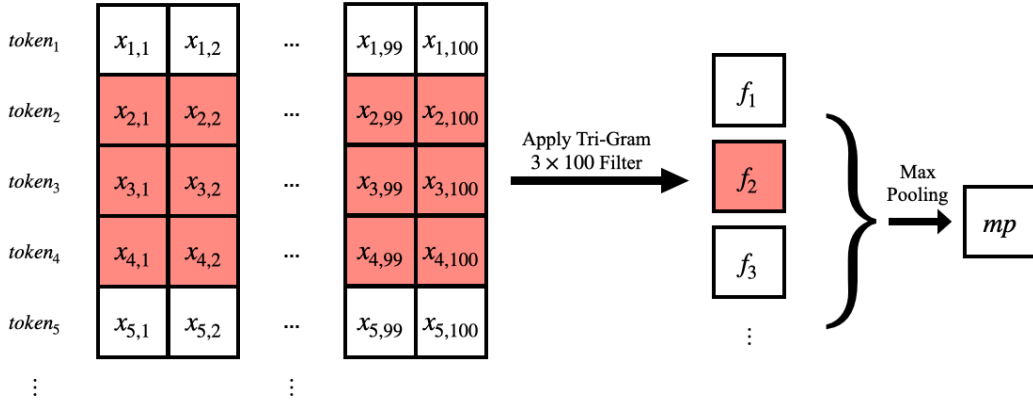 token₁ x₁,₁ x₁,₂ ... x₁,₉₉ x₁,₁₀₀
token₂ x₂,₁ x₂,₂ ... x₂,₉₉ x₂,₁₀₀
token₃ x₃,₁ x₃,₂ ... x₃,₉₉ x₃,₁₀₀
token₄ x₄,₁ x₄,₂ ... x₄,₉₉ x₄,₁₀₀
token₅ x₅,₁ x₅,₂ ... x₅,₉₉ x₅,₁₀₀
⋮ ⋮
Apply Tri-Gram
3 × 100 Filter
f₁
f₂
f₃
⋮
Max
Pooling
mp